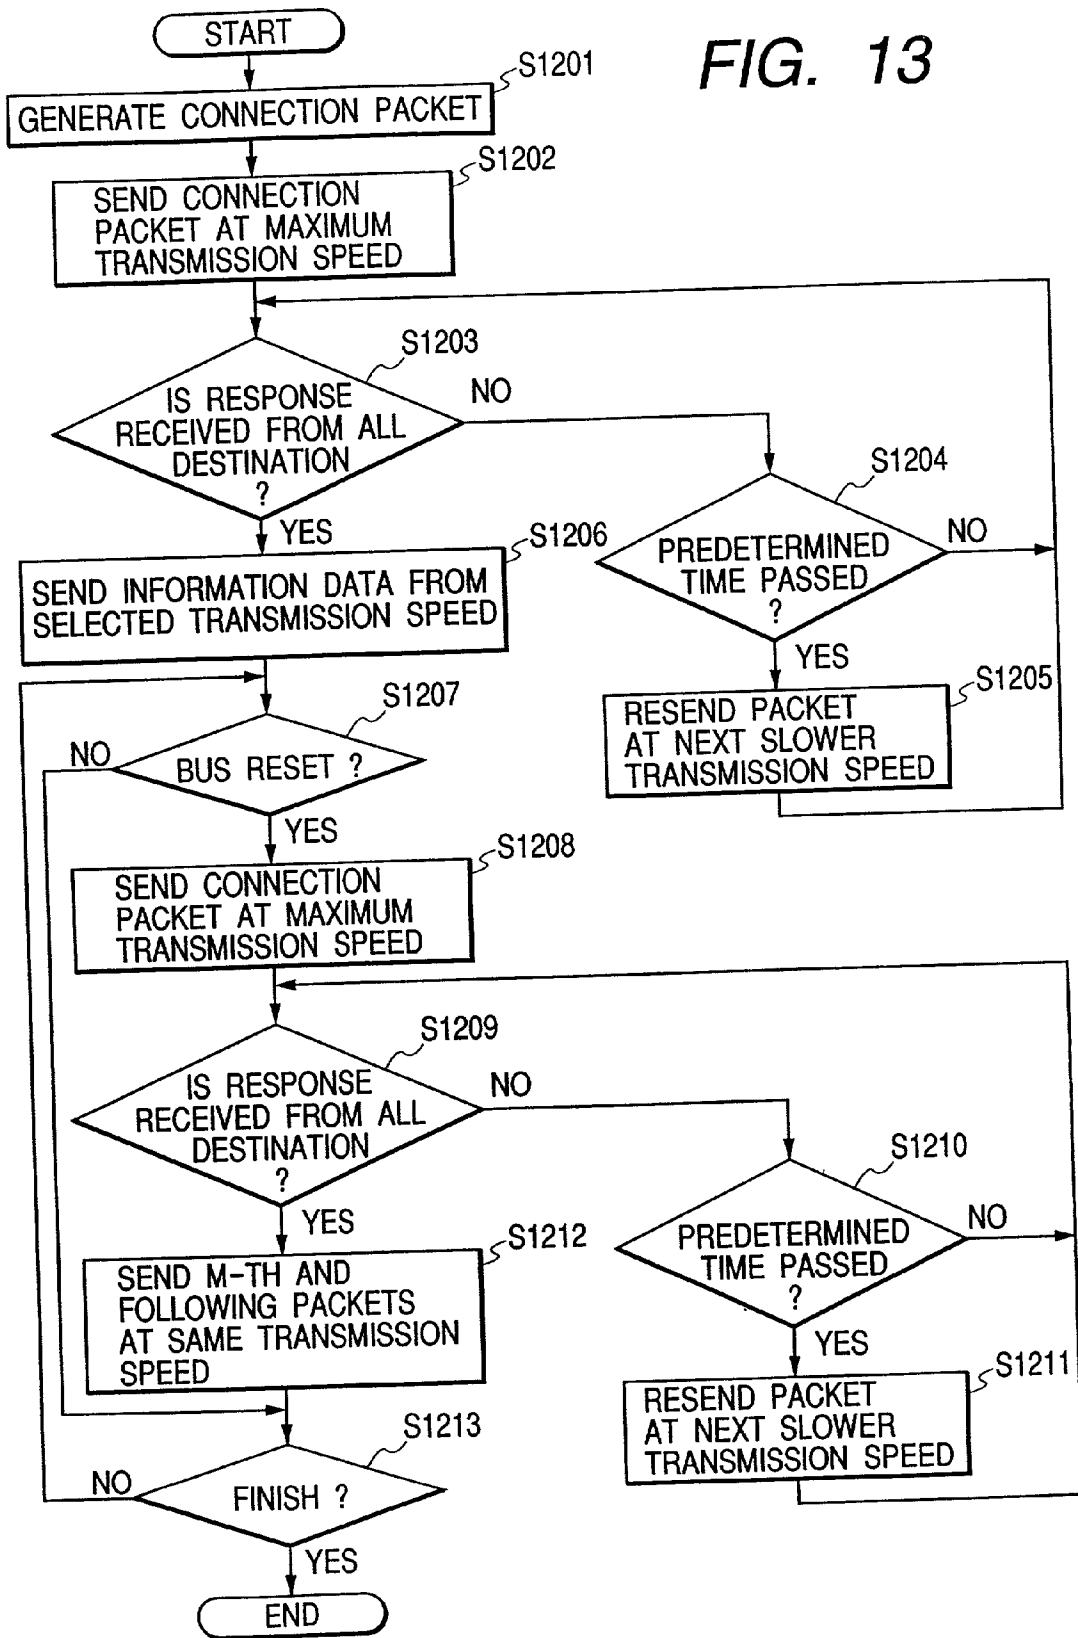 START
FIG. 13
S1201
GENERATE CONNECTION PACKET
S1202
SEND CONNECTION
PACKET AT MAXIMUM
TRANSMISSION SPEED
S1203
IS RESPONSE
RECEIVED FROM ALL
DESTINATION
?
NO
YES
S1204
PREDETERMINED
TIME PASSED
?
NO
YES
S1205
RESEND PACKET
AT NEXT SLOWER
TRANSMISSION SPEED
S1206
SEND INFORMATION DATA FROM
SELECTED TRANSMISSION SPEED
S1207
BUS RESET ?
NO
YES
S1208
SEND CONNECTION
PACKET AT MAXIMUM
TRANSMISSION SPEED
S1209
IS RESPONSE
RECEIVED FROM ALL
DESTINATION
?
NO
YES
S1210
PREDETERMINED
TIME PASSED
?
NO
YES
S1211
RESEND PACKET
AT NEXT SLOWER
TRANSMISSION SPEED
S1212
SEND M-TH AND
FOLLOWING PACKETS
AT SAME TRANSMISSION
SPEED
S1213
FINISH ?
NO
YES
END